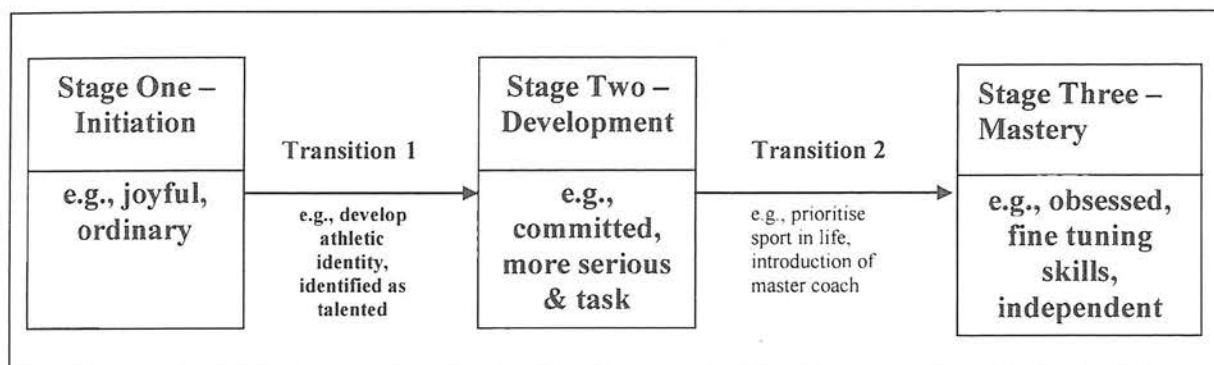 Stage One –
Initiation
e.g., joyful,
ordinary
Transition 1
e.g., develop
athletic
identity,
identified as
talented
Stage Two –
Development
e.g.,
committed,
more serious
& task
Transition 2
e.g., prioritise
sport in life,
introduction of
master coach
Stage Three –
Mastery
e.g., obsessed,
fine tuning
skills,
independent